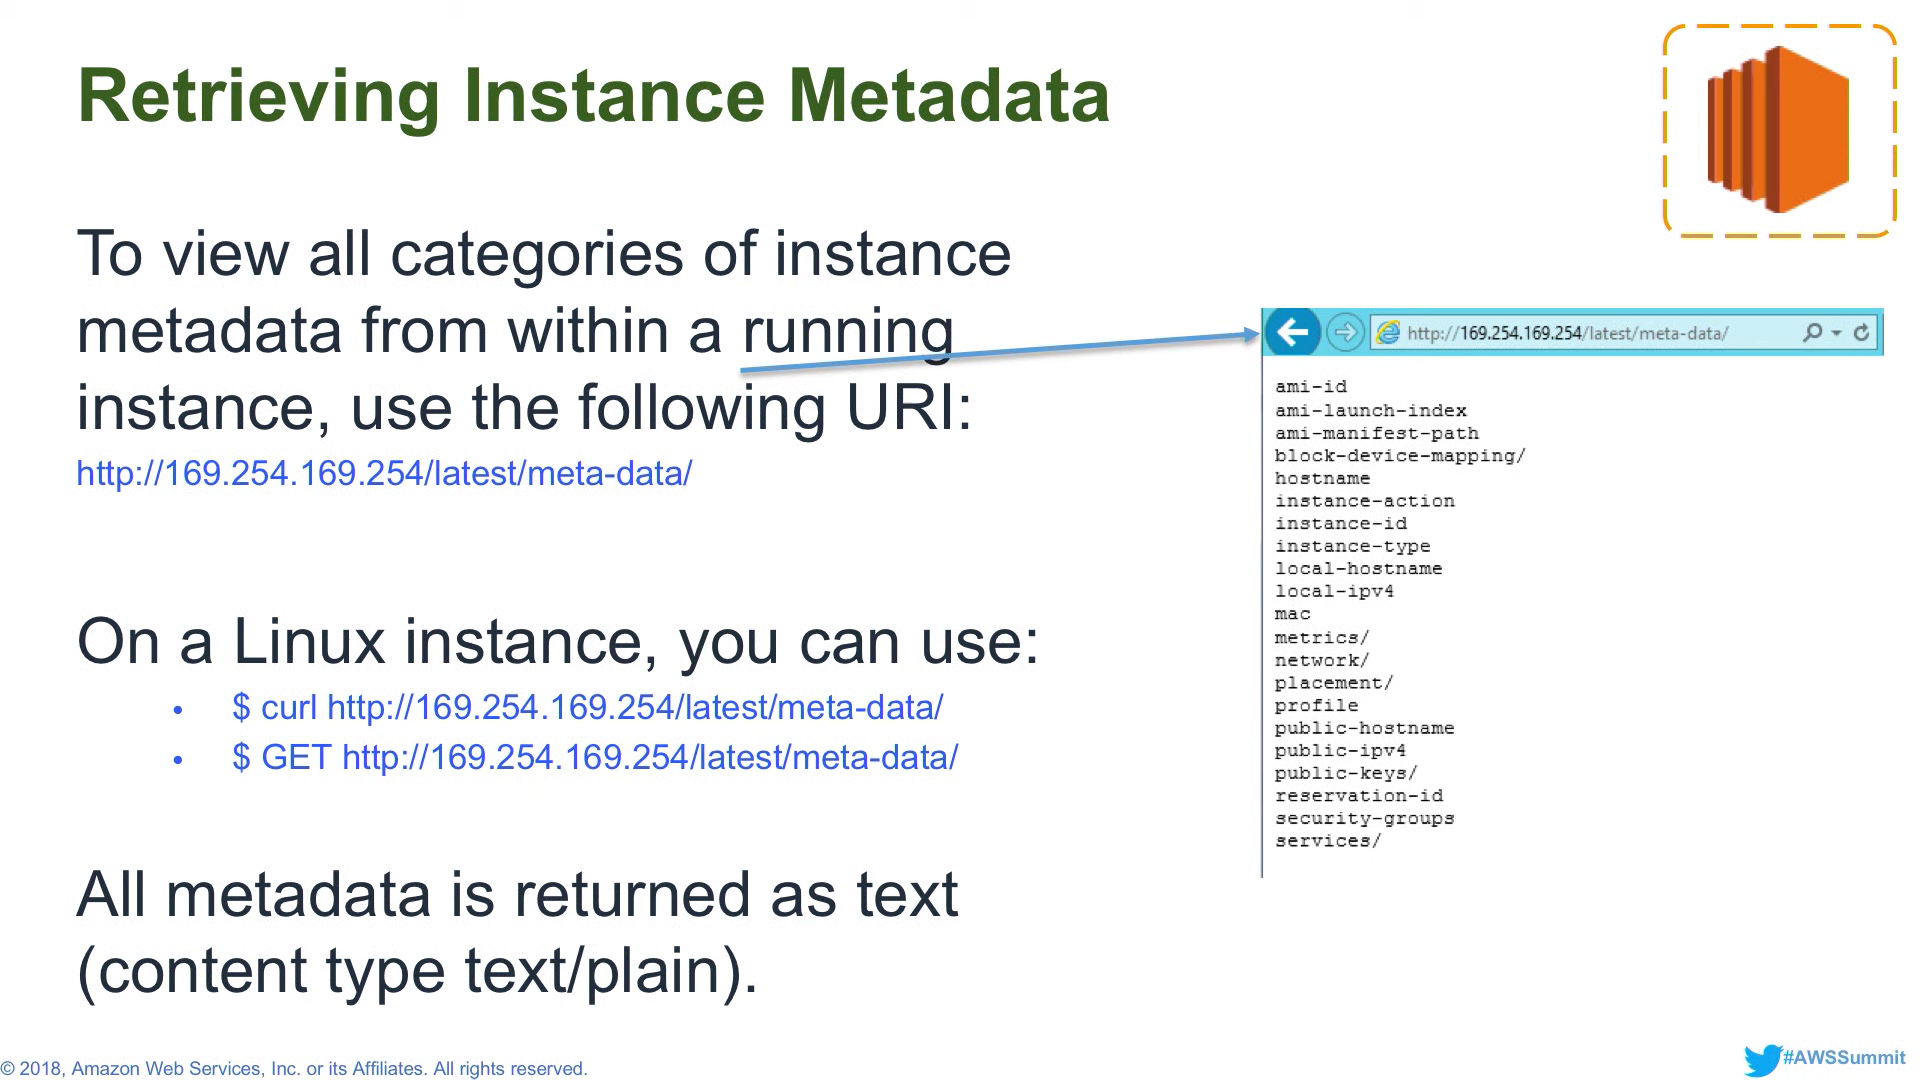 Retrieving Instance Metadata
To view all categories of instance
metadata from within a running
instance, use the following URI:
http://169.254.169.254/latest/meta-data/
On a Linux instance, you can use:
• $ curl http://169.254.169.254/latest/meta-data/
• $ GET http://169.254.169.254/latest/meta-data/
All metadata is returned as text
(content type text/plain).
http://169.254.169.254/latest/meta-data/
ami-id
ami-launch-index
ami-manifest-path
block-device-mapping/
hostname
instance-action
instance-id
instance-type
local-hostname
local-ipv4
mac
metrics/
network/
placement/
profile
public-hostname
public-ipv4
public-keys/
reservation-id
security-groups
services/
© 2018, Amazon Web Services, Inc. or its Affiliates. All rights reserved.
#AWSSummit